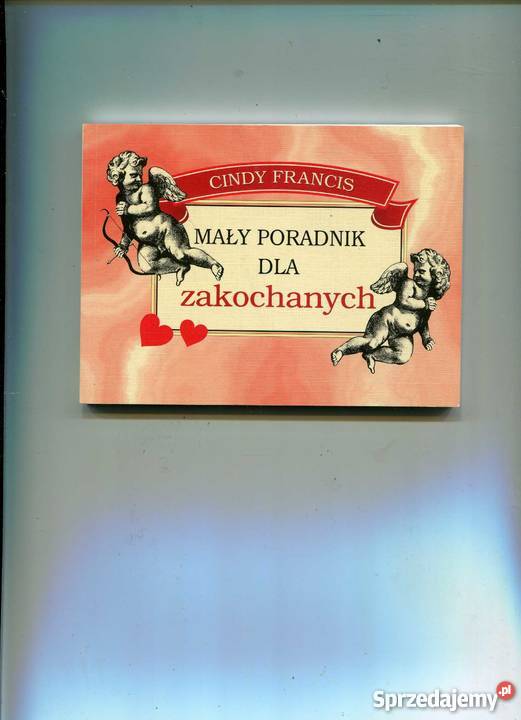 CINDY FRANCIS
MAŁY PORADNIK
DLA
zakochanych
Sprzedajemy.pl